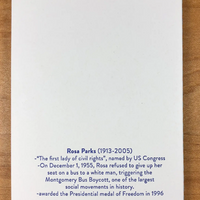 Rosa Parks (1913-2005)
-"The first lady of civil rights", named by US Congress
-On December 1, 1955, Rosa refused to give up her
seat on a bus to a white man, triggering the
Montgomery Bus Boycott, one of the largest
social movements in history.
-awarded the Presidential medal of Freedom in 1996